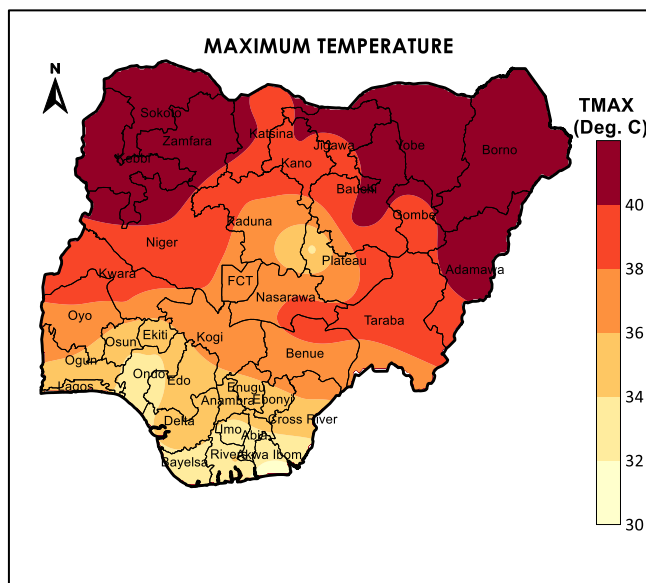 MAXIMUM TEMPERATURE
N
TMAX
(Deg. C)
Sokoto
Zamfara
Kebbi
Katsina
Kano
Jigawa
Yobe
Borno
Bauchi
Gombe
Kaduna
Niger
Plateau
Adamawa
Kwara
FCT
Nasarawa
Oyo
Kogi
Taraba
Ekiti
Osun
Benue
Ogun
Ondo
Edo
Lagos
Enugu
Anambra
Ebonyi
Delta
Cross River
Imo
Abia
Bayelsa
Rivers
Akwa Ibom
40
38
36
34
32
30